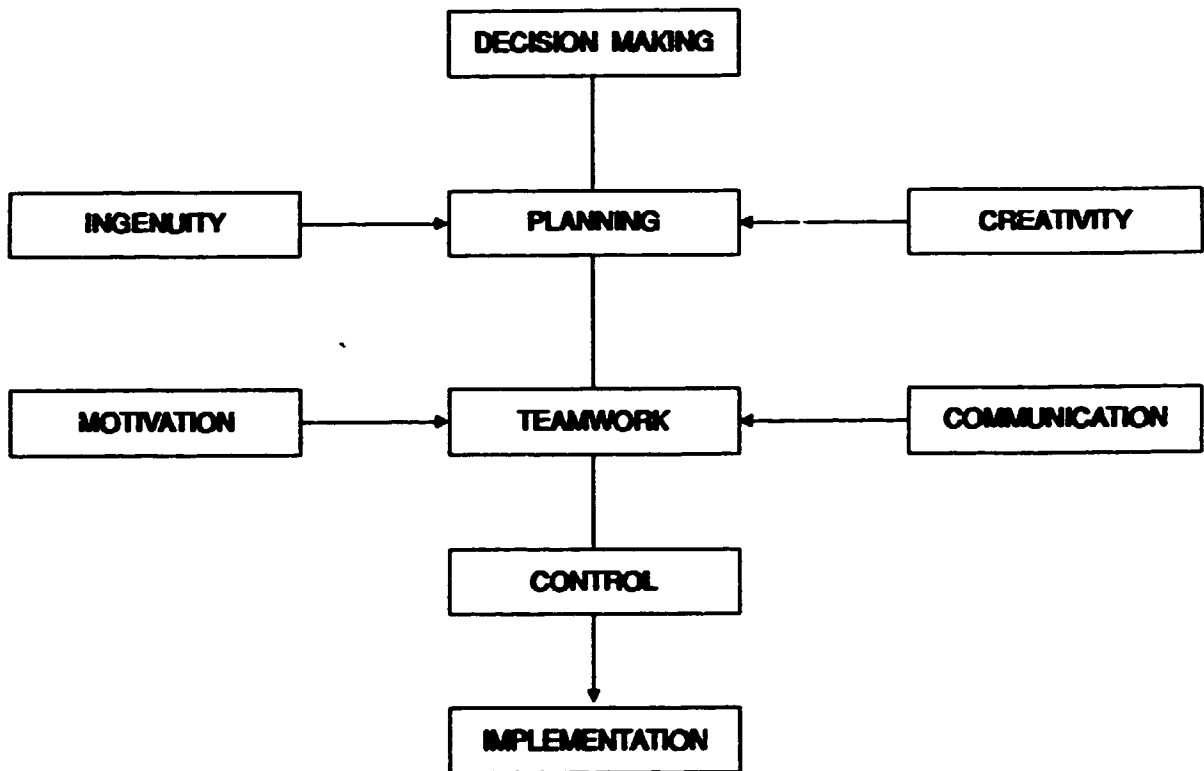 DECISION MAKING
INGENUITY
PLANNING
CREATIVITY
MOTIVATION
TEAMWORK
COMMUNICATION
CONTROL
IMPLEMENTATION